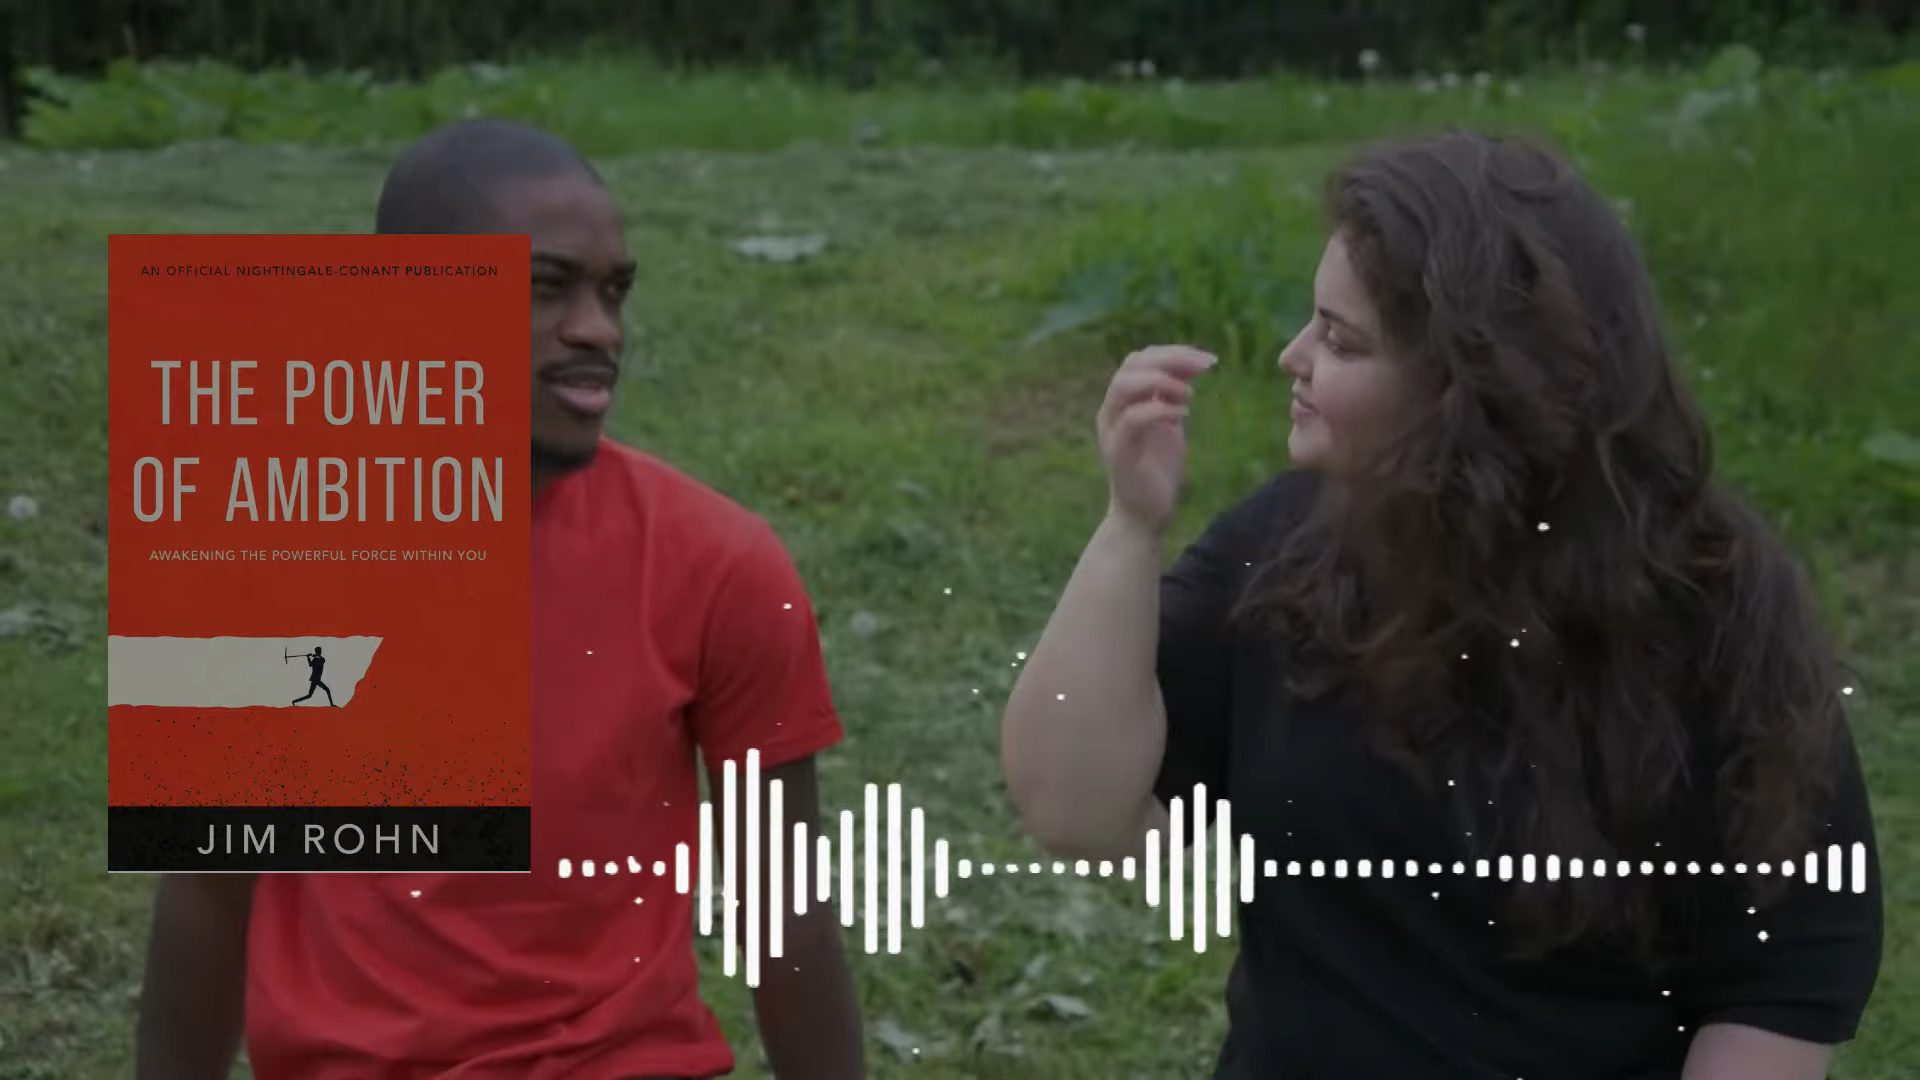 AN OFFICIAL NIGHTINGALE-CONANT PUBLICATION
THE POWER
OF AMBITION
AWAKENING THE POWERFUL FORCE WITHIN YOU
JIM ROHN